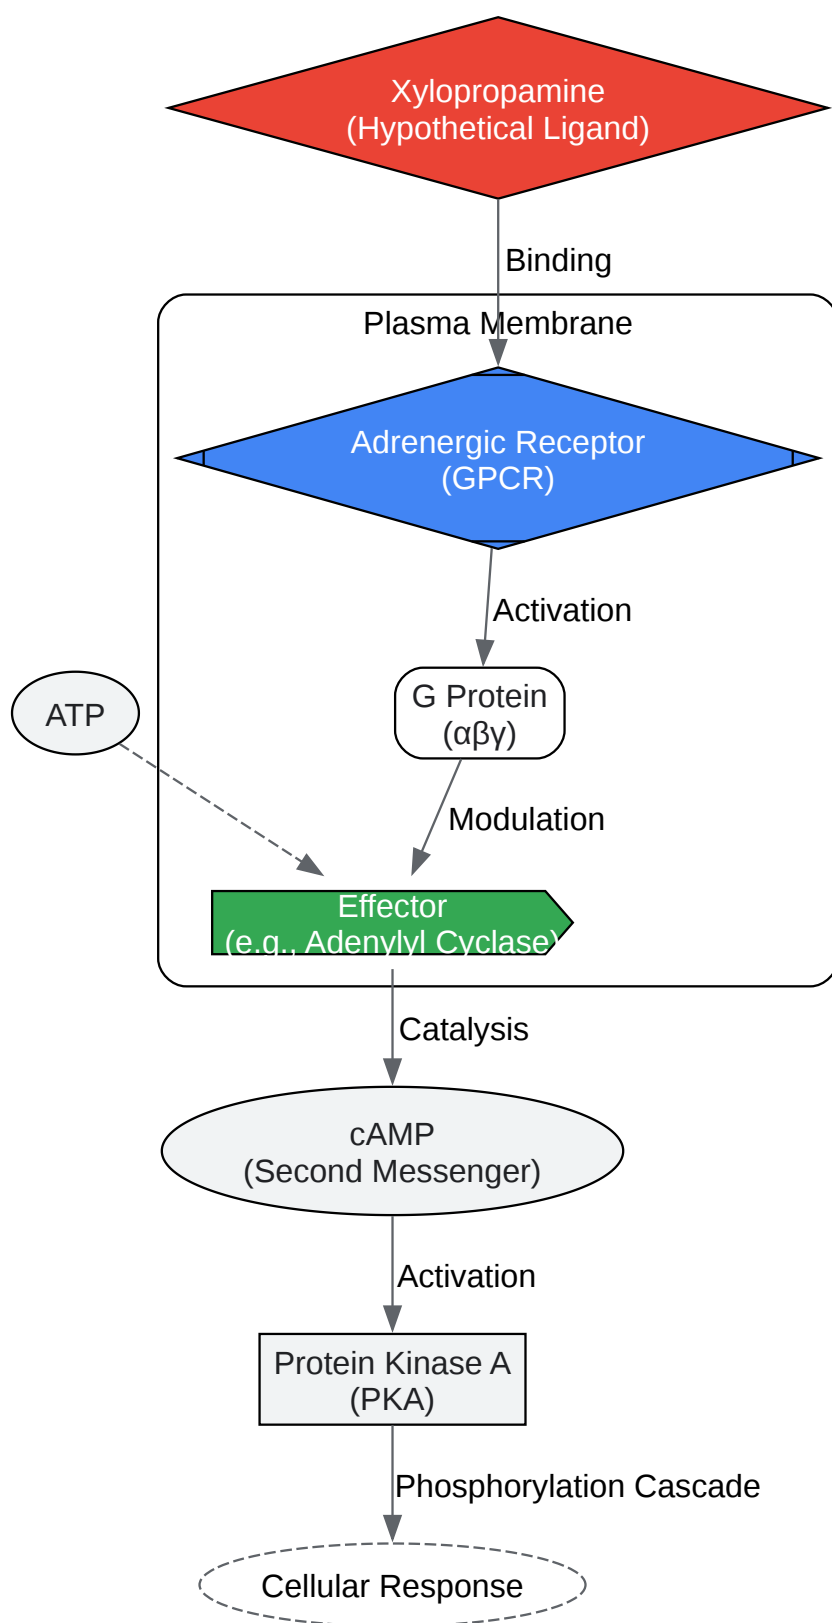 Xylopropamine
(Hypothetical Ligand)
Binding
Plasma Membrane
Adrenergic Receptor
(GPCR)
Activation
G Protein
(αβγ)
ATP
Modulation
Effector
(e.g., Adenylyl Cyclase)
Catalysis
cAMP
(Second Messenger)
Activation
Protein Kinase A
(PKA)
Phosphorylation Cascade
Cellular Response